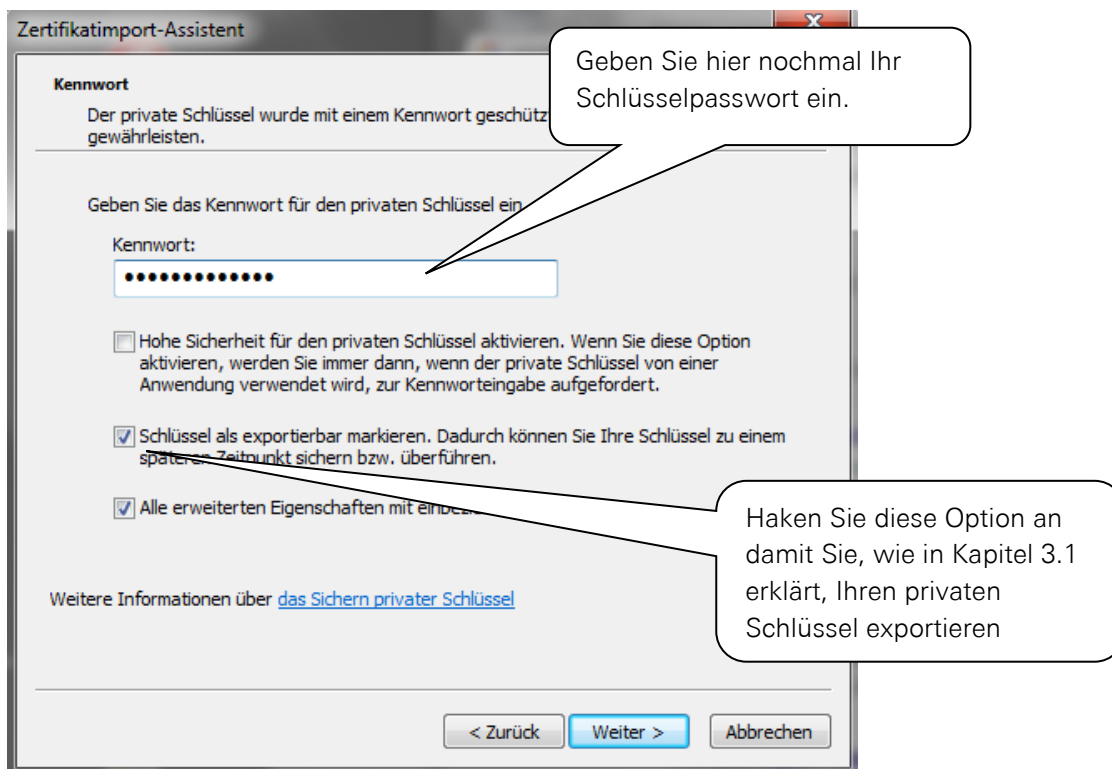 Zertifikatimport-Assistent
Geben Sie hier nochmal Ihr
Schlüsselpasswort ein.
Kennwort
Der private Schlüssel wurde mit einem Kennwort geschütz
gewährleisten.
Geben Sie das Kennwort für den privaten Schlüssel ein
Kennwort:
Hohe Sicherheit für den privaten Schlüssel aktivieren. Wenn Sie diese Option
aktivieren, werden Sie immer dann, wenn der private Schlüssel von einer
Anwendung verwendet wird, zur Kennworteingabe aufgefordert.
Schlüssel als exportierbar markieren. Dadurch können Sie Ihre Schlüssel zu einem
späteren Zeitpunkt sichern bzw. überführen.
Alle erweiterten Eigenschaften mit
Haken Sie diese Option an
damit Sie, wie in Kapitel 3.1
erklärt, Ihren privaten
Schlüssel exportieren
Weitere Informationen über das Sichern privater Schlüssel
< Zurück Weiter > Abbrechen